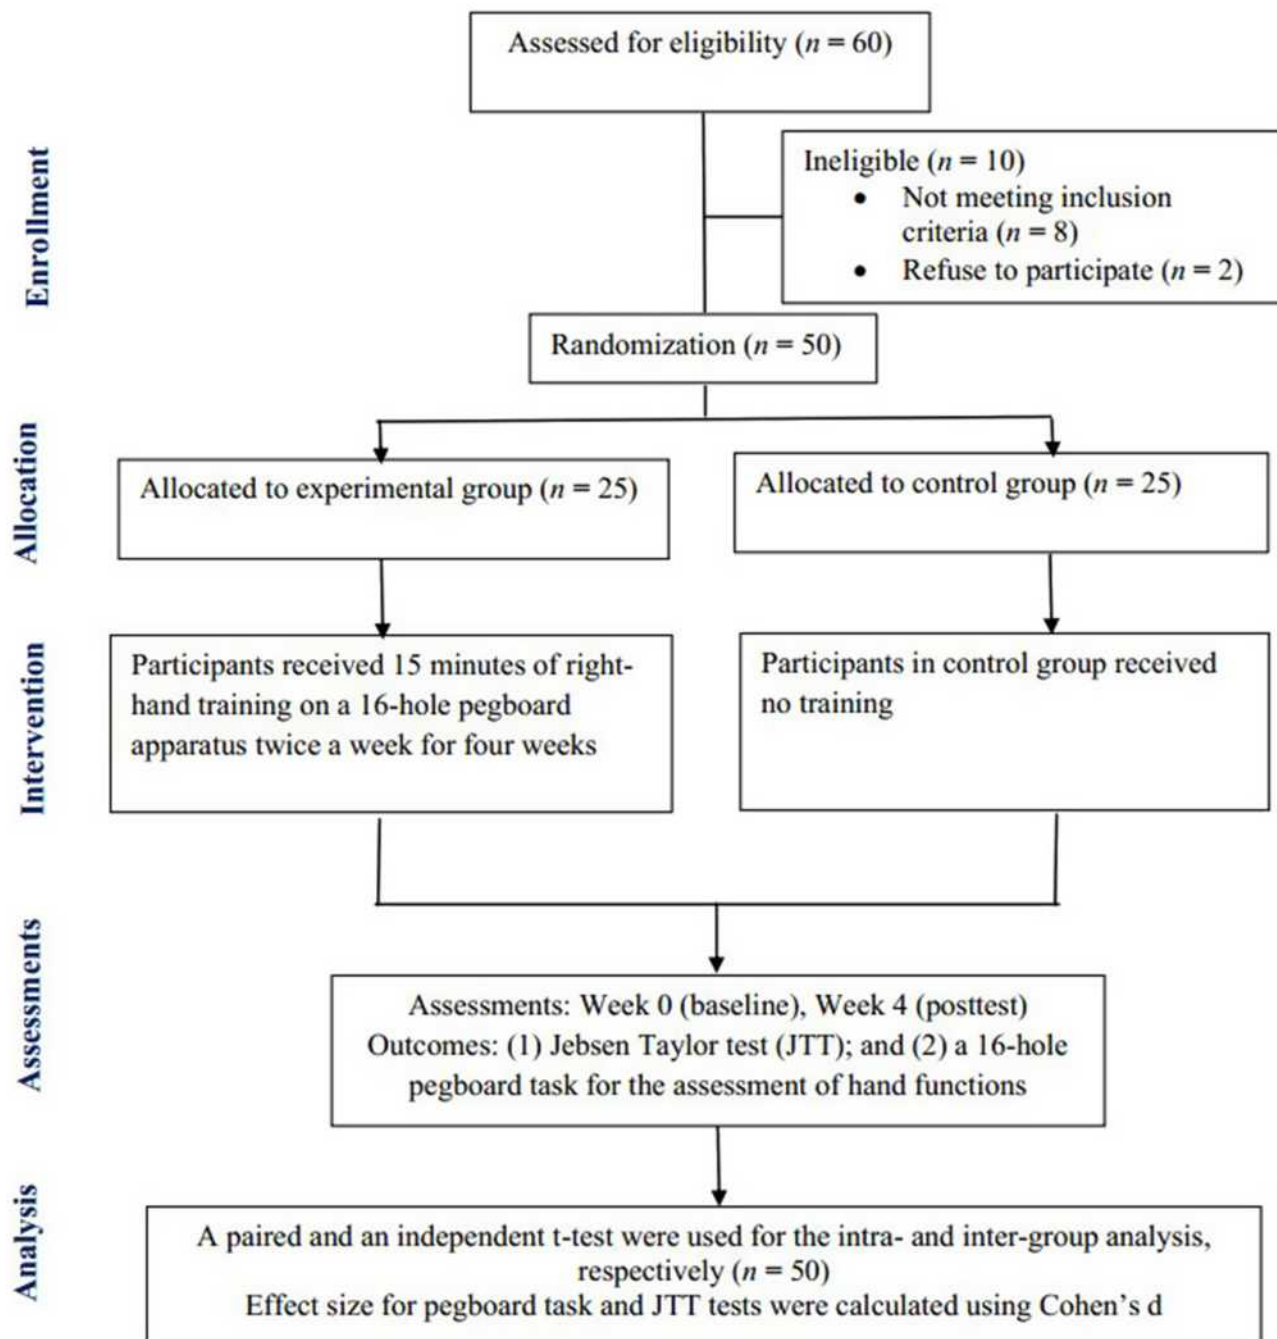 Assessed for eligibility (n = 60)
Enrollment
Ineligible (n = 10)
• Not meeting inclusion
criteria (n = 8)
• Refuse to participate (n = 2)
Randomization (n = 50)
Allocation
Allocated to experimental group (n = 25)
Allocated to control group (n = 25)
Intervention
Participants received 15 minutes of right-
hand training on a 16-hole pegboard
apparatus twice a week for four weeks
Participants in control group received
no training
Assessments
Assessments: Week 0 (baseline), Week 4 (posttest)
Outcomes: (1) Jebsen Taylor test (JTT); and (2) a 16-hole
pegboard task for the assessment of hand functions
Analysis
A paired and an independent t-test were used for the intra- and inter-group analysis,
respectively (n = 50)
Effect size for pegboard task and JTT tests were calculated using Cohen's d